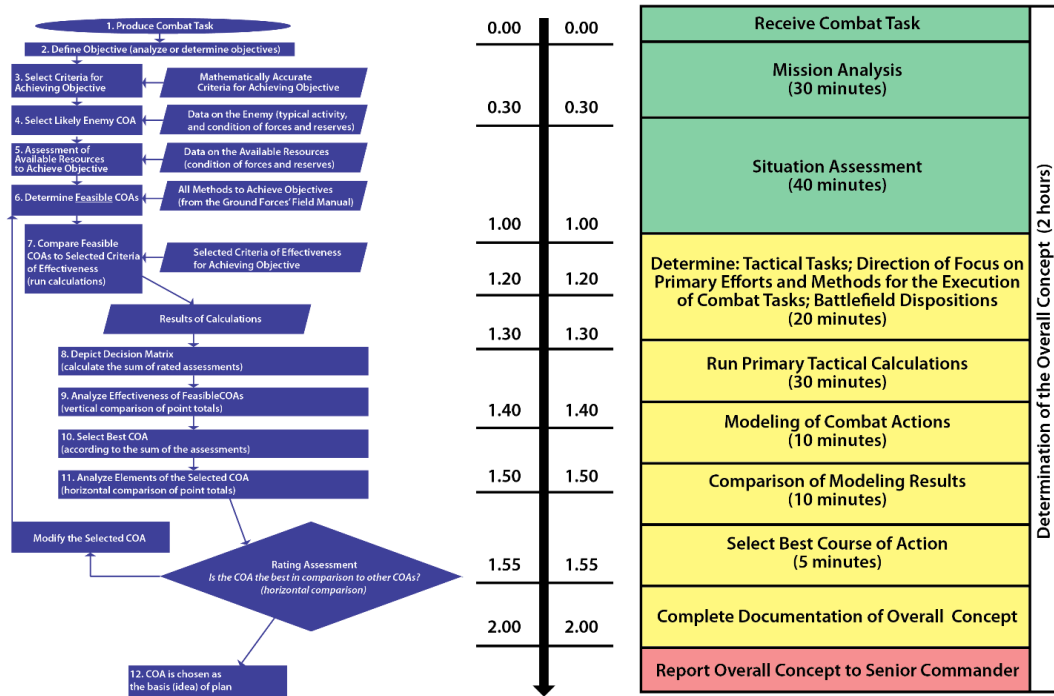 1. Produce Combat Task
2. Define Objective (analyze or determine objectives)
3. Select Criteria for
Achieving Objective
Mathematically Accurate
Criteria for Achieving Objective
4. Select Likely Enemy COA
Data on the Enemy (typical activity,
and condition of forces and reserves)
5. Assessment of
Available Resources
to Achieve Objective
Data on the Available Resources
(condition of forces and reserves)
6. Determine Feasible COAs
All Methods to Achieve Objectives
(from the Ground Forces' Field Manual)
7. Compare Feasible
COAs to Selected Criteria
of Effectiveness
(run calculations)
Selected Criteria of Effectiveness
for Achieving Objective
Results of Calculations
8. Depict Decision Matrix
(calculate the sum of rated assessments)
9. Analyze Effectiveness of FeasibleCOAs
(vertical comparison of point totals)
10. Select Best COA
(according to the sum of the assessments)
11. Analyze Elements of the Selected COA
(horizontal comparison of point totals)
Modify the Selected COA
Rating Assessment
Is the COA the best in comparison to other COAs?
(horizontal comparison)
12. COA is chosen as
the basis (idea) of plan
0.00 0.00
0.30 0.30
1.00 1.00
1.20 1.20
1.30 1.30
1.40 1.40
1.50 1.50
1.55 1.55
2.00 2.00
Receive Combat Task
Mission Analysis
(30 minutes)
Situation Assessment
(40 minutes)
Determine: Tactical Tasks; Direction of Focus on
Primary Efforts and Methods for the Execution
of Combat Tasks; Battlefield Dispositions
(20 minutes)
Run Primary Tactical Calculations
(30 minutes)
Modeling of Combat Actions
(10 minutes)
Comparison of Modeling Results
(10 minutes)
Select Best Course of Action
(5 minutes)
Complete Documentation of Overall Concept
Report Overall Concept to Senior Commander
Determination of the Overall Concept (2 hours)